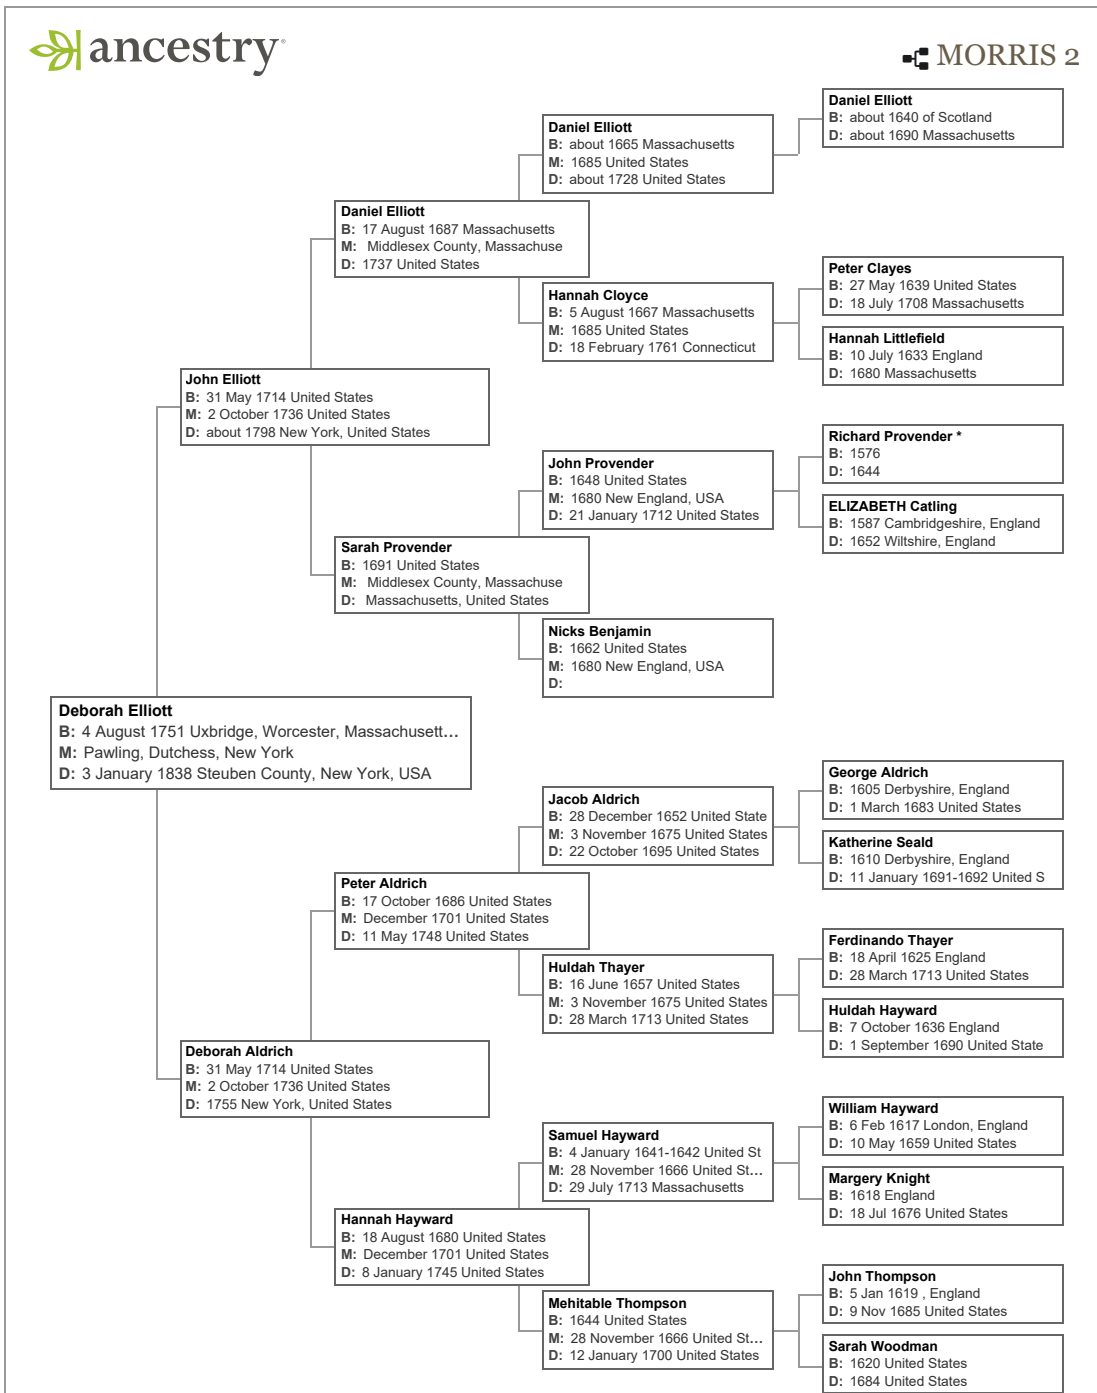 ancestry
MORRIS 2
Daniel Elliott
B: about 1640 of Scotland
D: about 1690 Massachusetts
Daniel Elliott
B: about 1665 Massachusetts
M: 1685 United States
D: about 1728 United States
Daniel Elliott
B: 17 August 1687 Massachusetts
M: Middlesex County, Massachuse
D: 1737 United States
Peter Clayes
B: 27 May 1639 United States
D: 18 July 1708 Massachusetts
Hannah Cloyce
B: 5 August 1667 Massachusetts
M: 1685 United States
D: 18 February 1761 Connecticut
Hannah Littlefield
B: 10 July 1633 England
D: 1680 Massachusetts
John Elliott
B: 31 May 1714 United States
M: 2 October 1736 United States
D: about 1798 New York, United States
Richard Provender *
B: 1576
D: 1644
John Provender
B: 1648 United States
M: 1680 New England, USA
D: 21 January 1712 United States
ELIZABETH Catling
B: 1587 Cambridgeshire, England
D: 1652 Wiltshire, England
Sarah Provender
B: 1691 United States
M: Middlesex County, Massachuse
D: Massachusetts, United States
Nicks Benjamin
B: 1662 United States
M: 1680 New England, USA
D:
Deborah Elliott
B: 4 August 1751 Uxbridge, Worcester, Massachusett...
M: Pawling, Dutchess, New York
D: 3 January 1838 Steuben County, New York, USA
George Aldrich
B: 1605 Derbyshire, England
D: 1 March 1683 United States
Jacob Aldrich
B: 28 December 1652 United State
M: 3 November 1675 United States
D: 22 October 1695 United States
Katherine Seald
B: 1610 Derbyshire, England
D: 11 January 1691-1692 United S
Peter Aldrich
B: 17 October 1686 United States
M: December 1701 United States
D: 11 May 1748 United States
Ferdinando Thayer
B: 18 April 1625 England
D: 28 March 1713 United States
Huldah Thayer
B: 16 June 1657 United States
M: 3 November 1675 United States
D: 28 March 1713 United States
Huldah Hayward
B: 7 October 1636 England
D: 1 September 1690 United State
Deborah Aldrich
B: 31 May 1714 United States
M: 2 October 1736 United States
D: 1755 New York, United States
William Hayward
B: 6 Feb 1617 London, England
D: 10 May 1659 United States
Samuel Hayward
B: 4 January 1641-1642 United St
M: 28 November 1666 United St...
D: 29 July 1713 Massachusetts
Margery Knight
B: 1618 England
D: 18 Jul 1676 United States
Hannah Hayward
B: 18 August 1680 United States
M: December 1701 United States
D: 8 January 1745 United States
John Thompson
B: 5 Jan 1619 , England
D: 9 Nov 1685 United States
Mehitable Thompson
B: 1644 United States
M: 28 November 1666 United St...
D: 12 January 1700 United States
Sarah Woodman
B: 1620 United States
D: 1684 United States